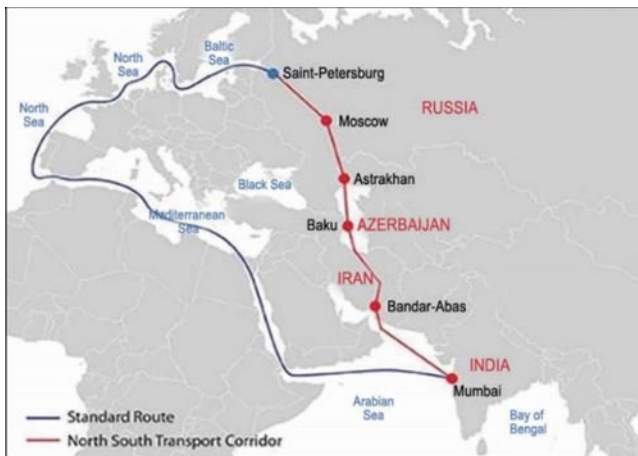 Baltic
Sea
North
Sea
Saint-Petersburg
North
Sea
RUSSIA
Moscow
Astrakhan
Black Sea
Mediterranean
Sea
Baku
AZERBAIJAN
IRAN
Bandar-Abas
INDIA
Mumbai
Arabian
Sea
Bay of
Bengal
Standard Route
North South Transport Corridor